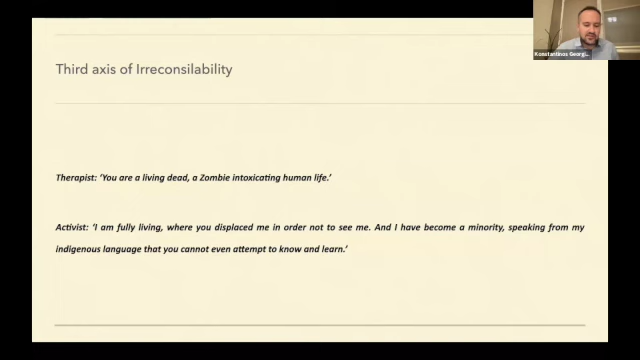 Konstantinos Georgi...
Third axis of Irreconsilability
Therapist: 'You are a living dead, a Zombie intoxicating human life.'
Activist: 'I am fully living, where you displaced me in order not to see me. And I have become a minority, speaking from my
indigenous language that you cannot even attempt to know and learn.'